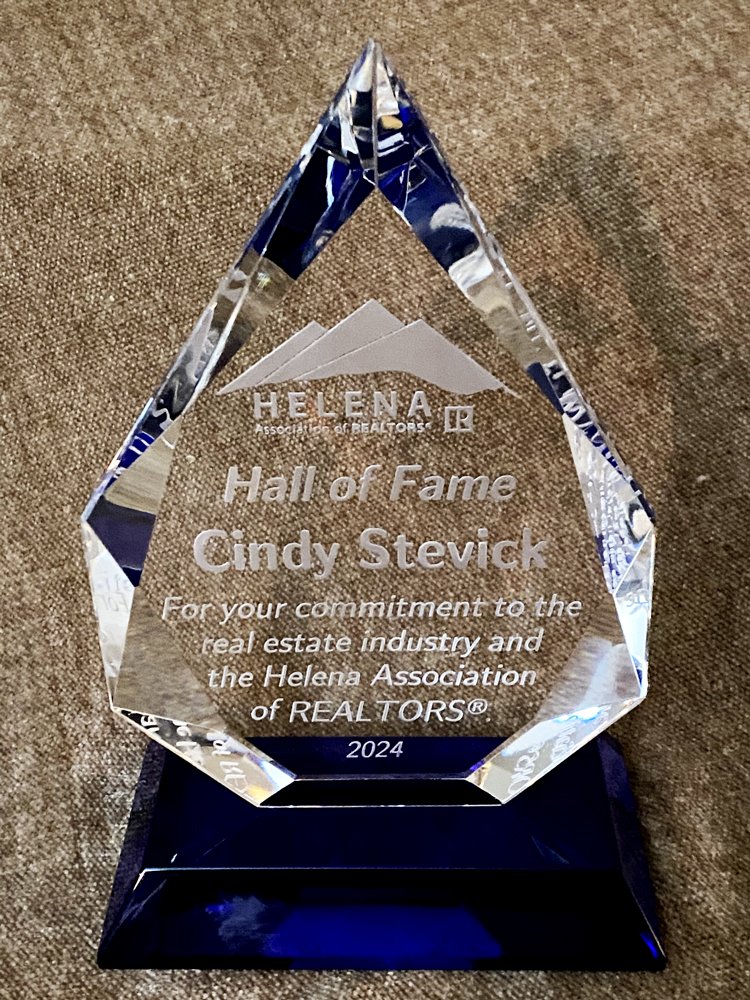 HELENA
Association of REALTORS®
R
Hall of Fame
Cindy Stevick
For your commitment to the
real estate industry and
the Helena Association
of REALTORS®
2024